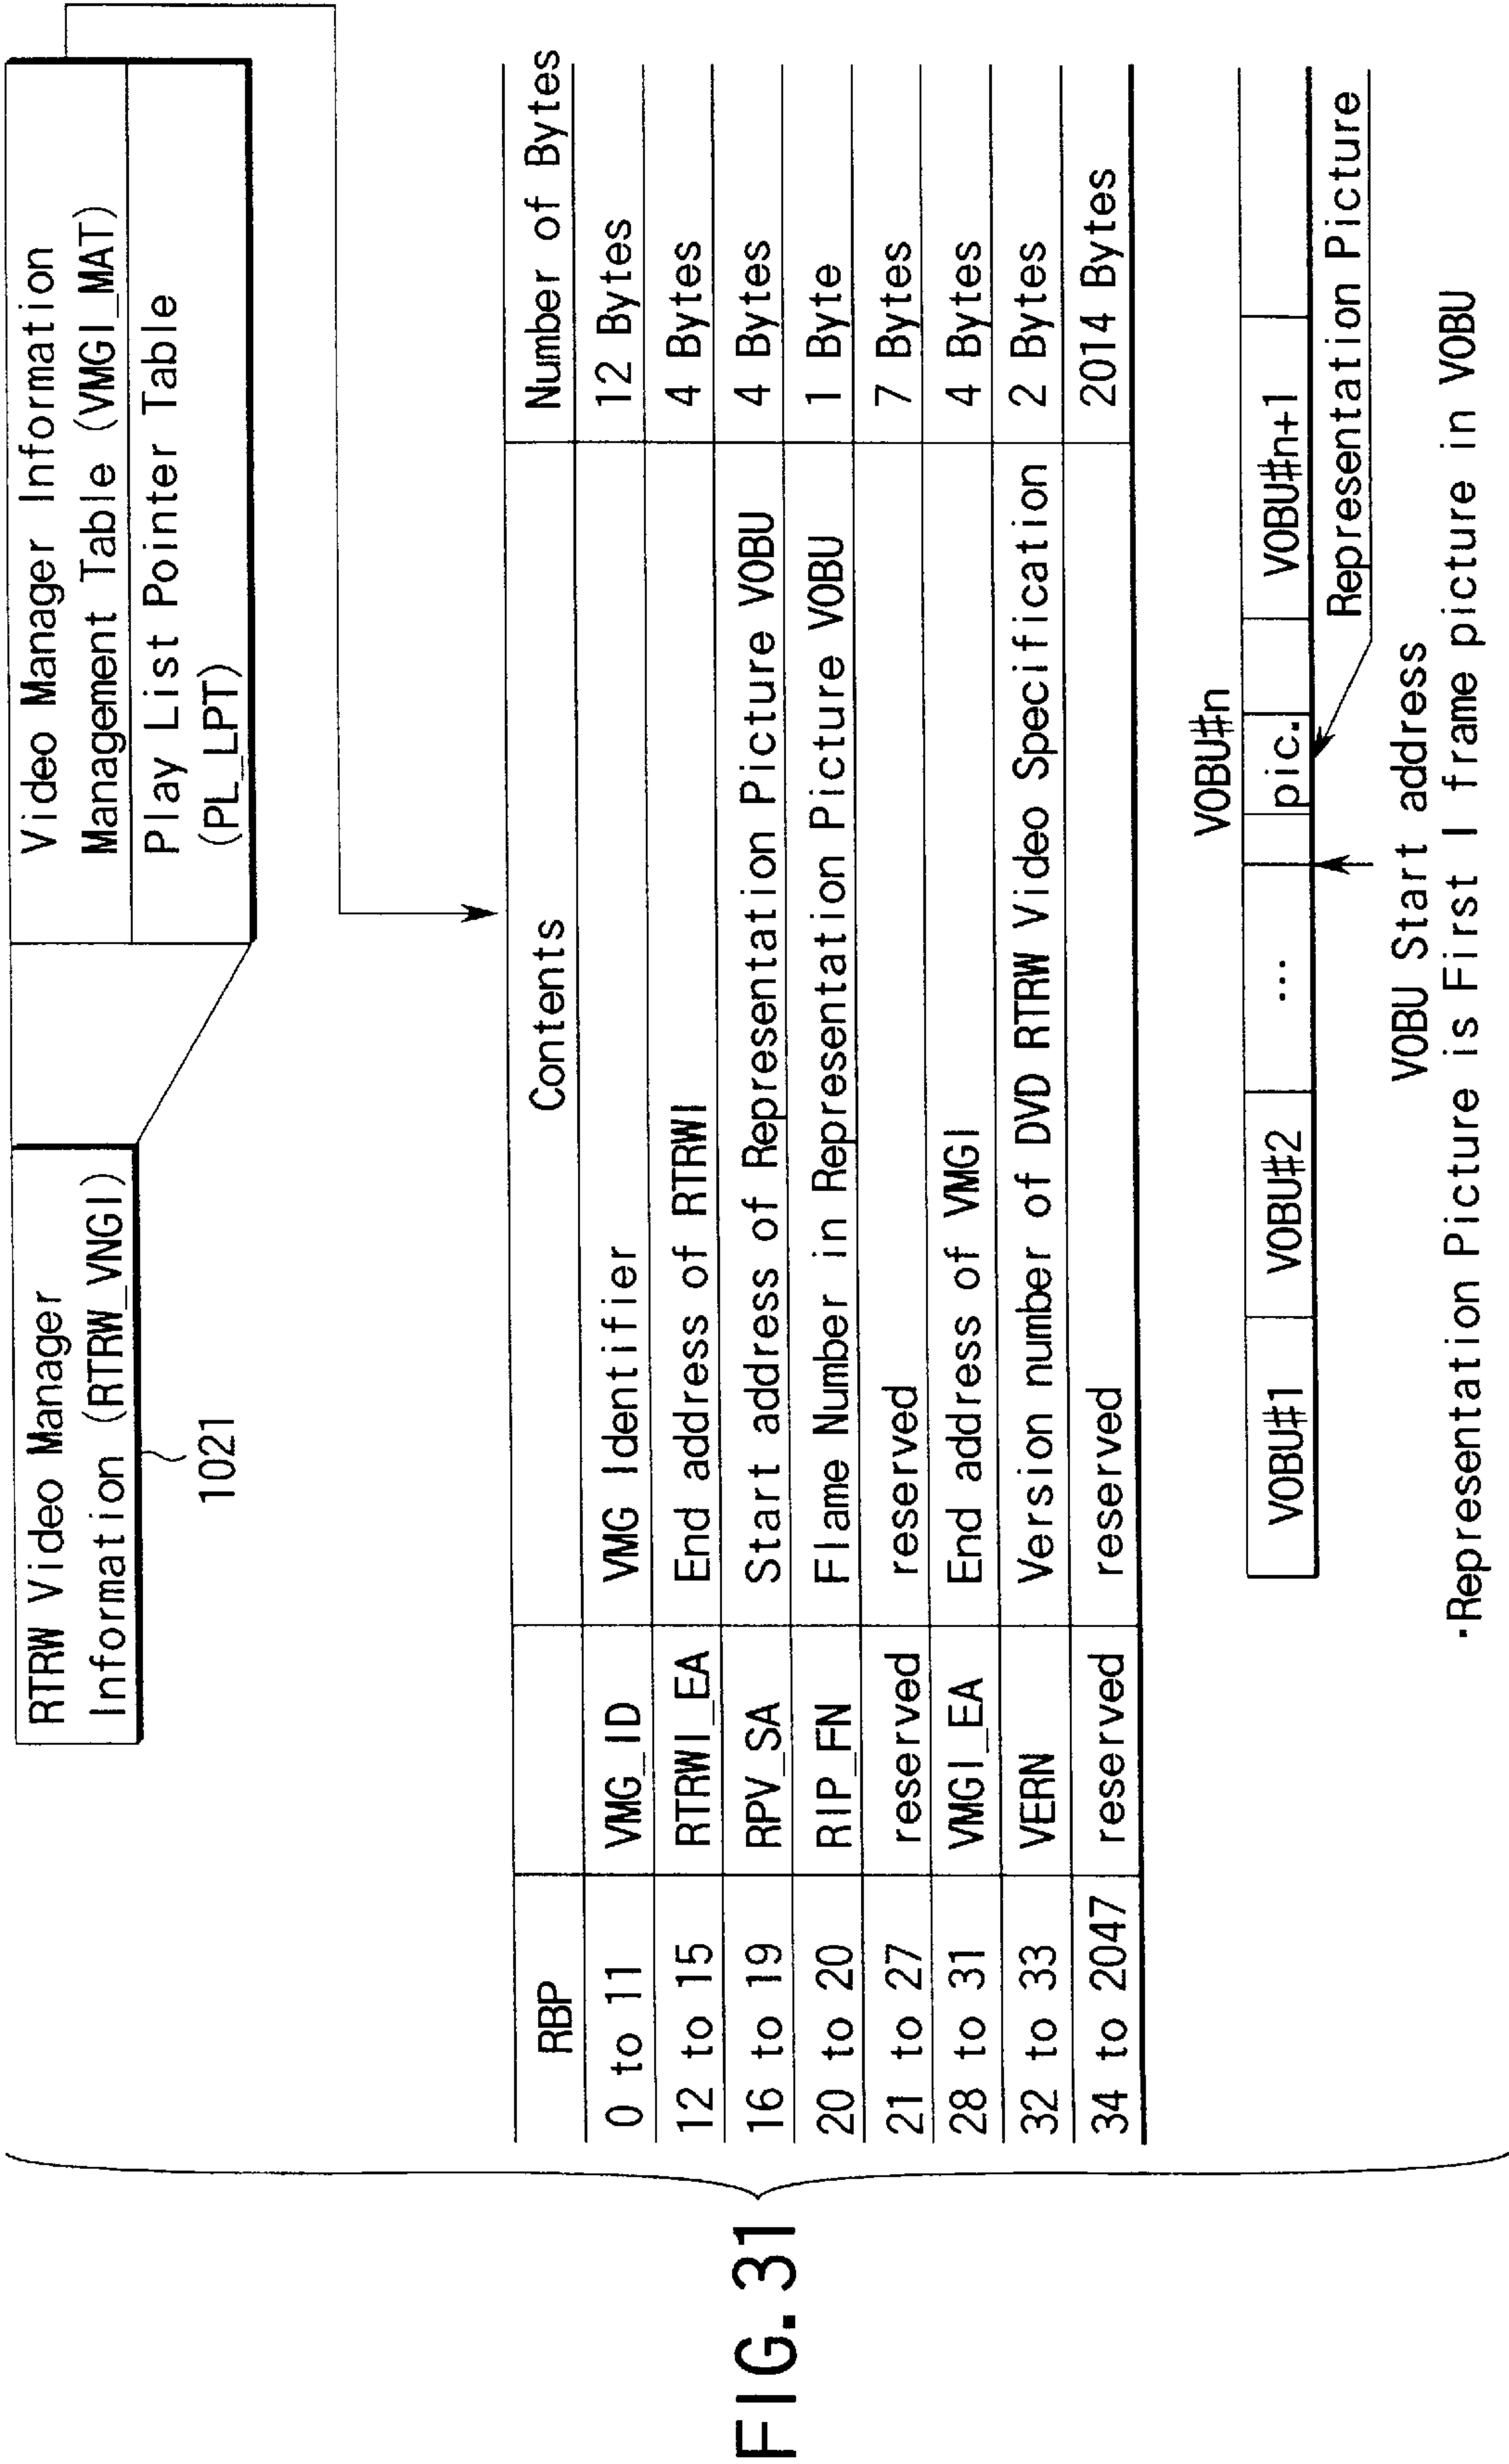 FIG. 31
RTRW Video Manager
Information (RTRW_VNGI)
1021
Video Manager Information
Management Table (VMGI_MAT)
Play List Pointer Table
(PL_LPT)
RBP Contents Number of Bytes
0 to 11 VMG_ID VMG Identifier 12 Bytes
12 to 15 RTRWI_EA End address of RTRWI 4 Bytes
16 to 19 RPV_SA Start address of Representation Picture VOBU 4 Bytes
20 to 20 RIP_FN Flame Number in Representation Picture VOBU 1 Byte
21 to 27 reserved reserved 7 Bytes
28 to 31 VMGI_EA End address of VMGI 4 Bytes
32 to 33 VERN Version number of DVD RTRW Video Specification 2 Bytes
34 to 2047 reserved reserved 2014 Bytes
VOBU#n
VOBU#1 VOBU#2 ... pic. VOBU#n+1
Representation Picture
VOBU Start address
·Representation Picture is First I frame picture in VOBU